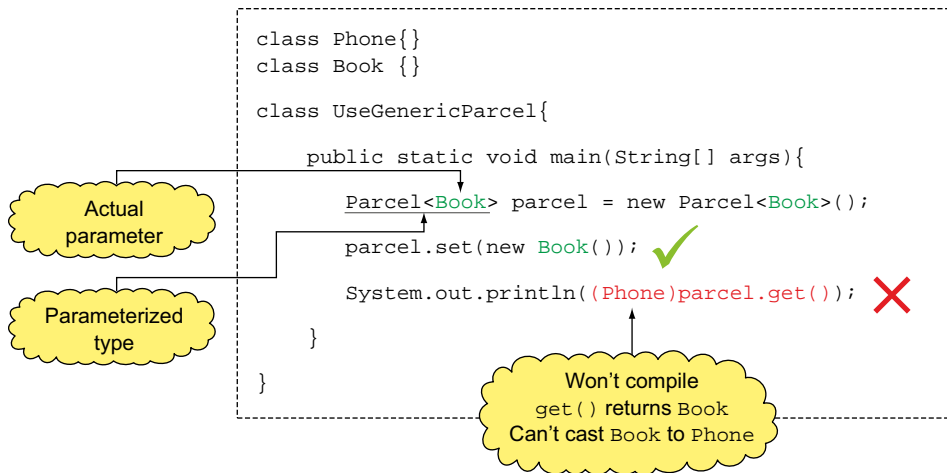 class Phone{}
class Book {}
class UseGenericParcel{
public static void main(String[] args){
Parcel<Book> parcel = new Parcel<Book>();
parcel.set(new Book());
System.out.println((Phone)parcel.get());
}
}
Actual
parameter
Parameterized
type
Won't compile
get() returns Book
Can't cast Book to Phone